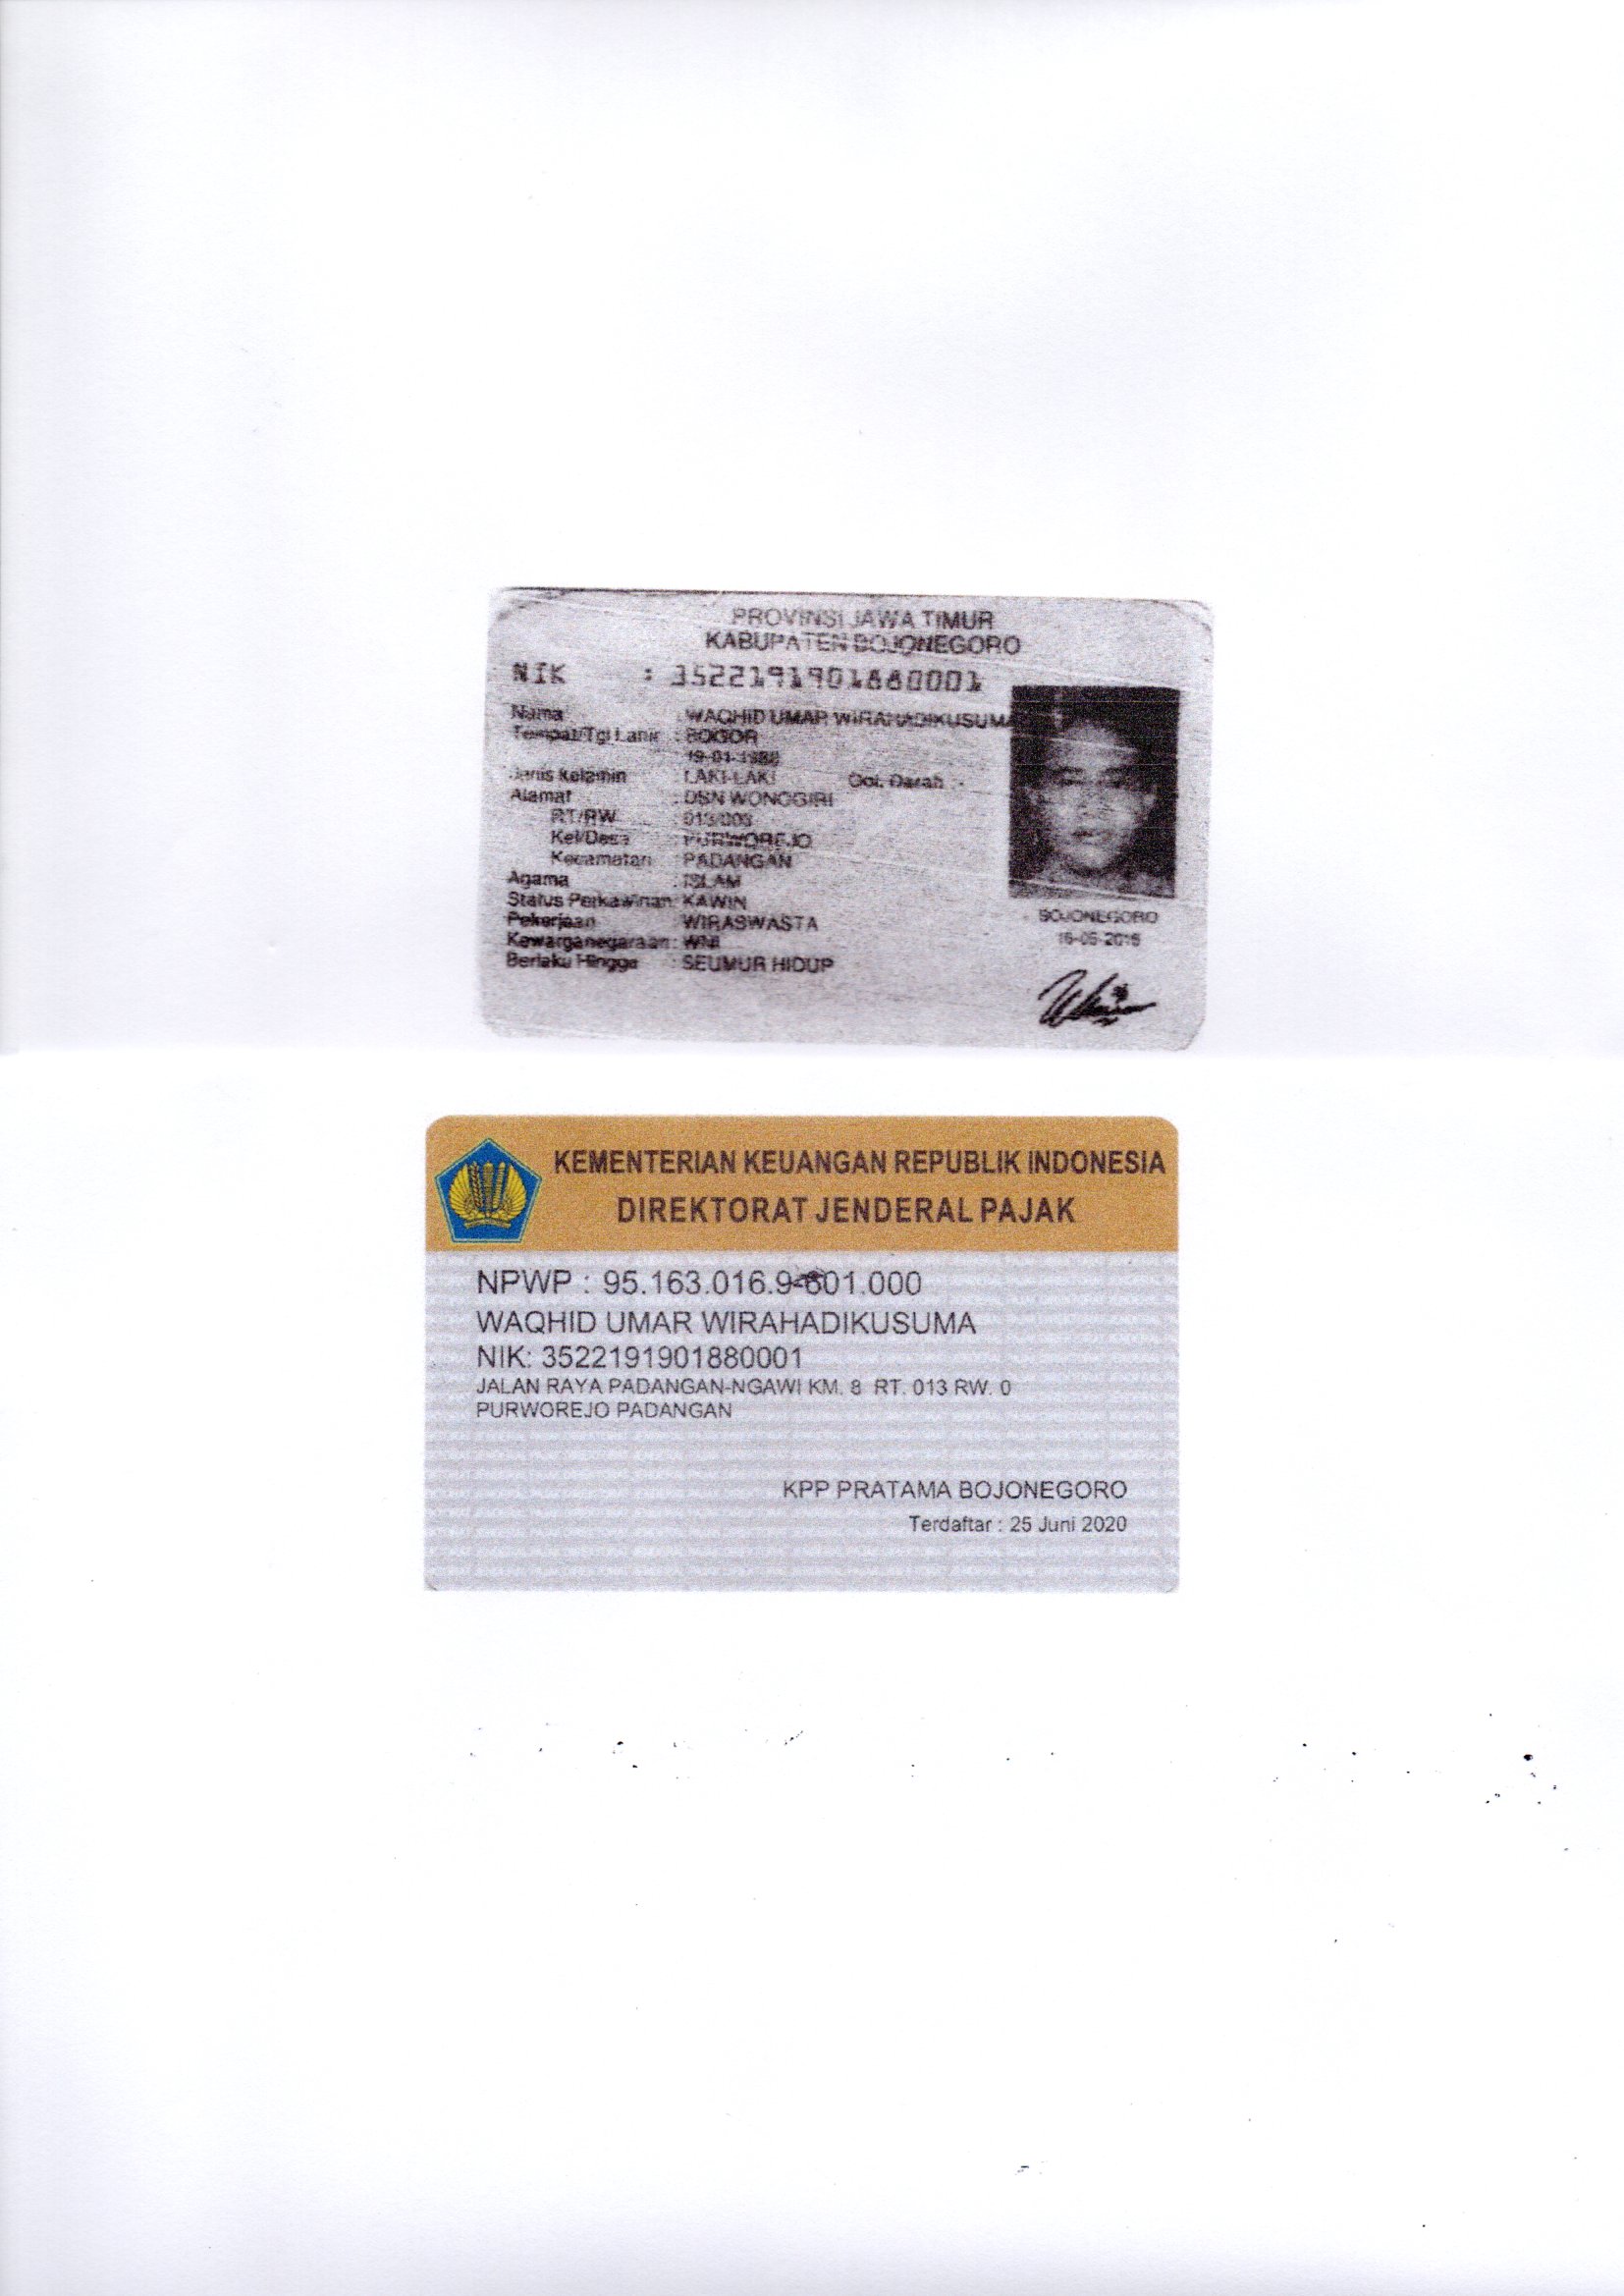 PROVINSI JAWA TIMUR
KABUPATEN BOJONEGORO
NIK : 3522191901880001
Nama : WAQHID UMAR WIRAHADIKUSUMA
Tempat/Tgl Lahir : BOGOR
19-01-1988
Jenis Kelamin : LAKI-LAKI Gol. Darah : -
Alamat : DSN WONOGIRI
RT/RW : 013/
Kel/Desa : PURWOREJO
Kecamatan : PADANGAN
Agama : ISLAM
Status Perkawinan: KAWIN
Pekerjaan : WIRASWASTA
Kewarganegaraan: WNI
Berlaku Hingga : SEUMUR HIDUP
BOJONEGORO
KEMENTERIAN KEUANGAN REPUBLIK INDONESIA
DIREKTORAT JENDERAL PAJAK
NPWP : 95.163.016.9-601.000
WAQHID UMAR WIRAHADIKUSUMA
NIK: 3522191901880001
JALAN RAYA PADANGAN-NGAWI KM. 8 RT. 013 RW. 0
PURWOREJO PADANGAN
KPP PRATAMA BOJONEGORO
Terdaftar : 25 Juni 2020